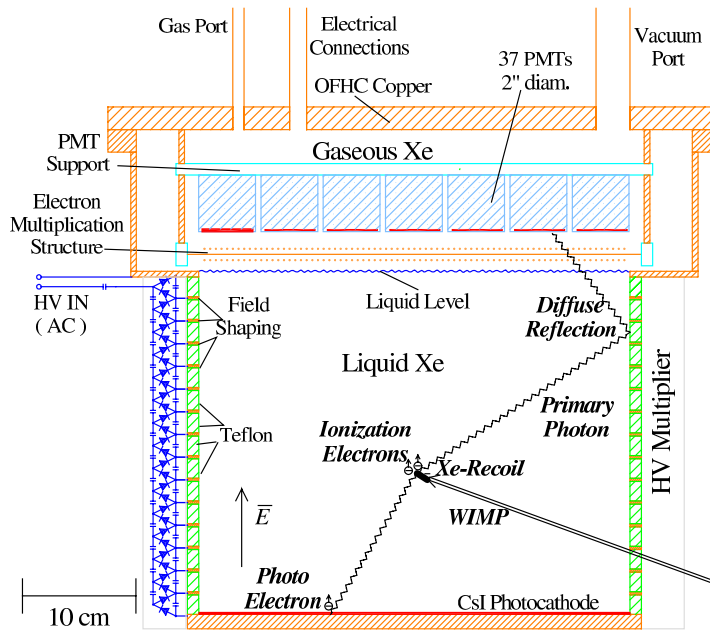 Gas Port
Electrical
Connections
Vacuum
Port
37 PMTs
2" diam.
OFHC Copper
PMT
Support
Gaseous Xe
Electron
Multiplication
Structure
HV IN
( AC )
Field
Shaping
Liquid Level
Diffuse
Reflection
Liquid Xe
Primary
Photon
HV Multiplier
Teflon
Ionization
Electrons
Xe-Recoil
WIMP
E
Photo
Electron
CsI Photocathode
10 cm